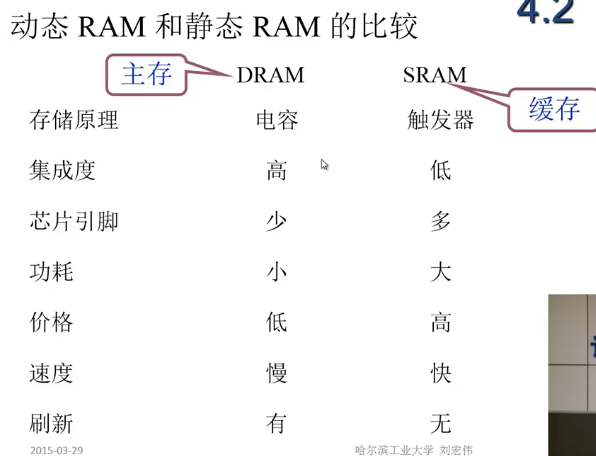 动态 RAM 和静态 RAM 的比较
4.2
主存 DRAM SRAM
缓存
存储原理 电容 触发器
集成度 高 低
芯片引脚 少 多
功耗 小 大
价格 低 高
速度 慢 快
刷新 有 无
2015-03-29 哈尔滨工业大学 刘宏伟